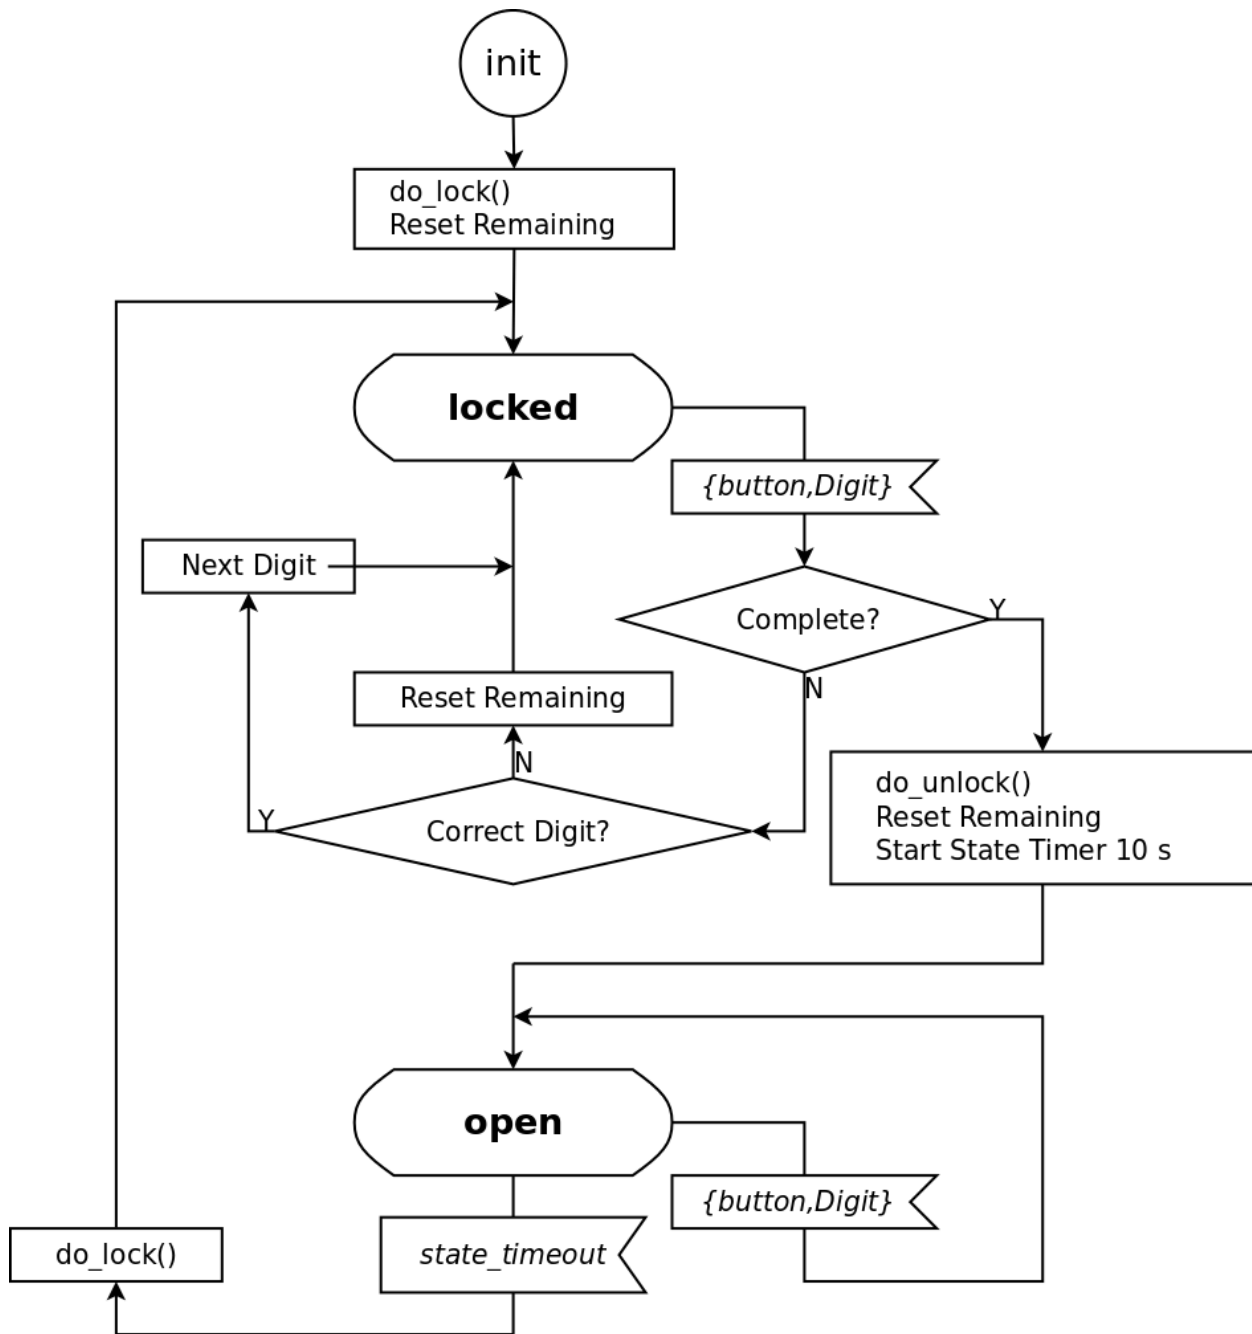 init
do_lock()
Reset Remaining
locked
{button,Digit}
Next Digit
Complete?
Y
N
Reset Remaining
N
Y
Correct Digit?
do_unlock()
Reset Remaining
Start State Timer 10 s
open
{button,Digit}
state_timeout
do_lock()